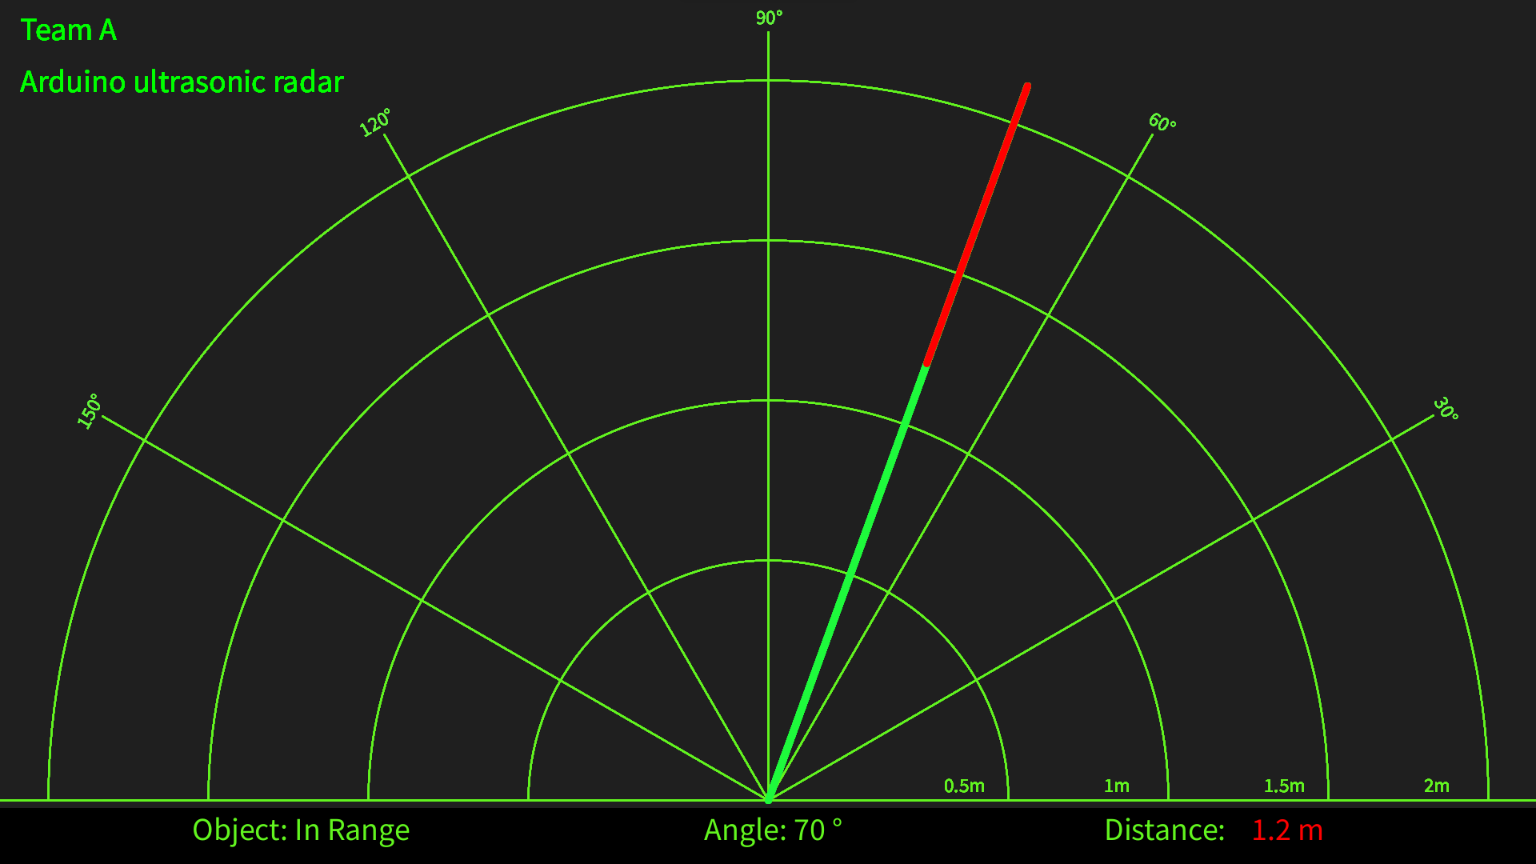 Team A
Arduino ultrasonic radar
90°
120°
60°
150°
30°
0.5m
1m
1.5m
2m
Object: In Range
Angle: 70 °
Distance: 1.2 m